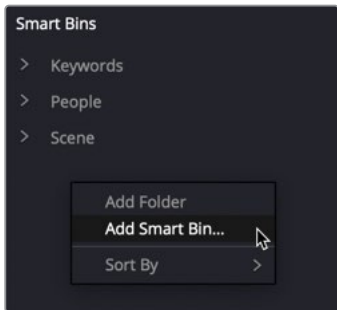 Smart Bins
Keywords
People
Scene
Add Folder
Add Smart Bin...
Sort By